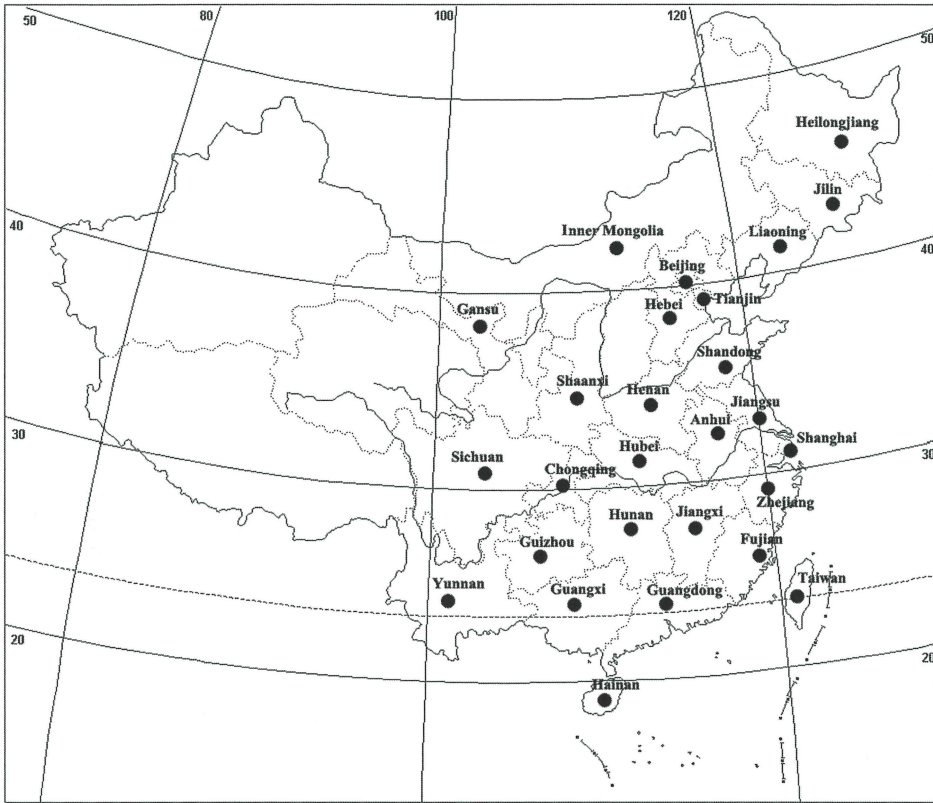 50
80
100
120
50
Heilongjiang
Jilin
40
Inner Mongolia
Liaoning
40
Beijing
Tianjin
Hebei
Gansu
Shandong
Shaanxi
Henan
Jiangsu
Anhui
30
Shanghai
Hubei
30
Sichuan
Chongqing
Zhejiang
Hunan
Jiangxi
Guizhou
Fujian
Yunnan
Guangxi
Guangdong
Taiwan
20
20
Hainan